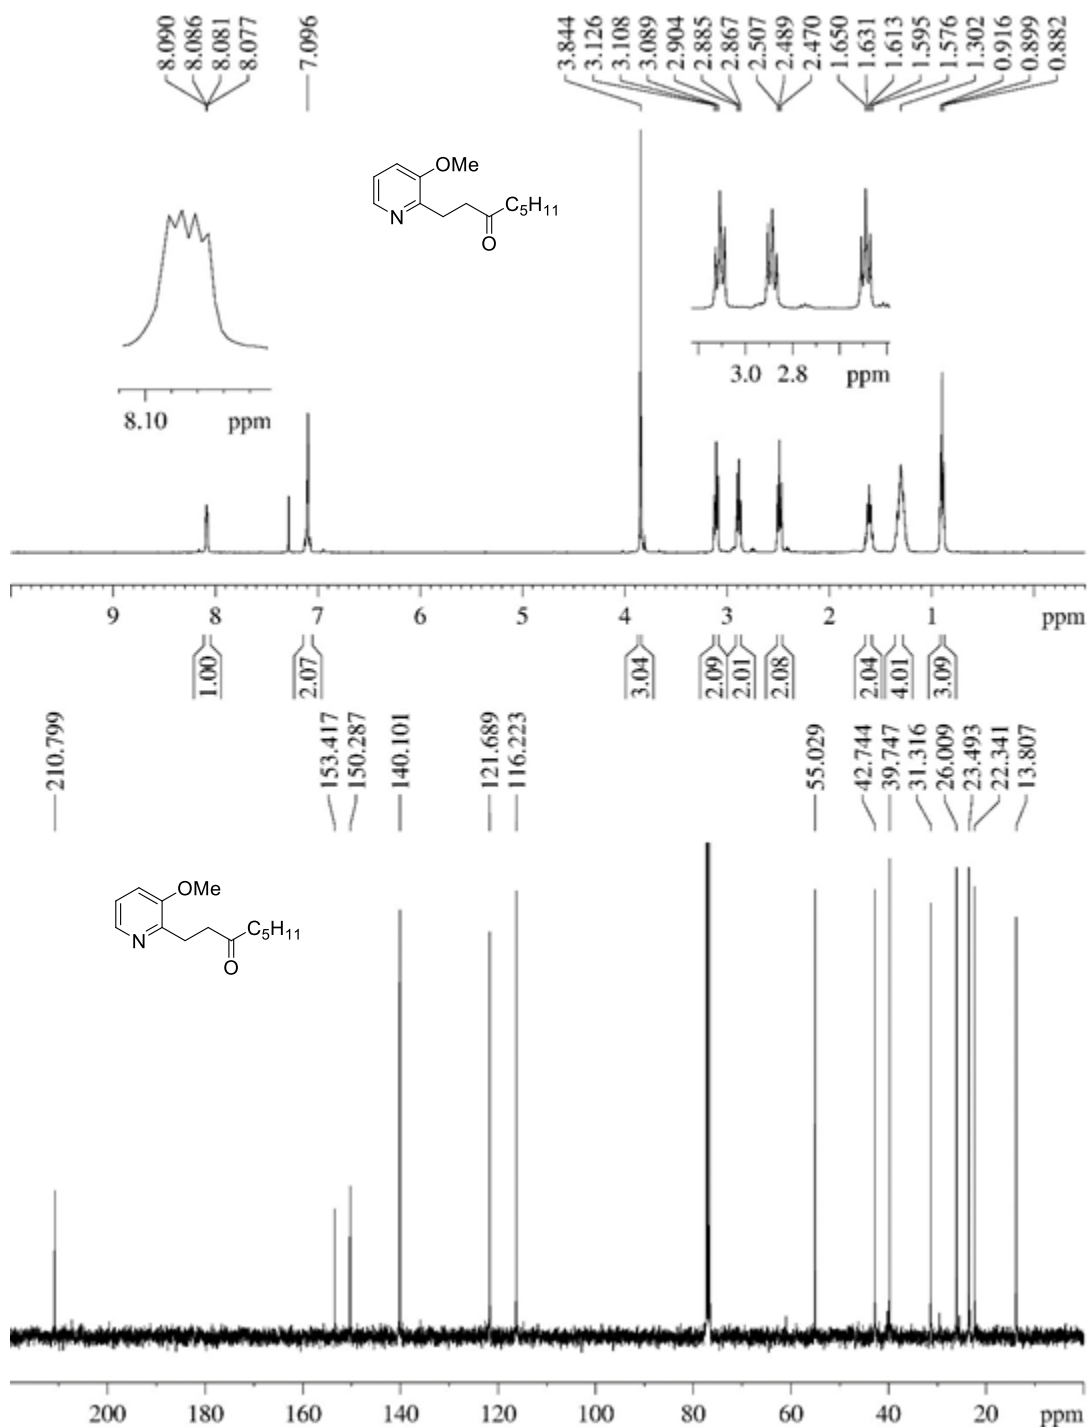 8.090 8.086 8.081 8.077 7.096 3.844 3.126 3.108 3.089 2.904 2.885 2.867 2.507 2.489 2.470 1.650 1.631 1.613 1.595 1.576 1.302 0.916 0.899 0.882
OMe
N
C5H11
O
3.0 2.8 ppm
8.10 ppm
9 8 7 6 5 4 3 2 1 ppm
1.00 2.07 3.04 2.09 2.01 2.08 2.04 4.01 3.09
210.799 153.417 150.287 140.101 121.689 116.223 55.029 42.744 39.747 31.316 26.009 23.493 22.341 13.807
OMe
N
C5H11
O
200 180 160 140 120 100 80 60 40 20 ppm